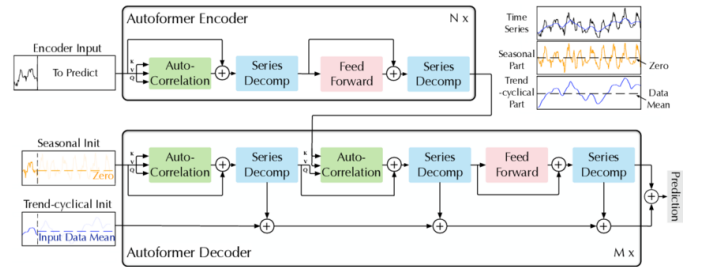 Autoformer Encoder
N x
Encoder Input
To Predict
K
V
Q
Auto-
Correlation
Series
Decomp
Feed
Forward
Series
Decomp
Time
Series
Seasonal
Part
Zero
Trend
-cyclical
Part
Data
Mean
Seasonal Init
Zero
K
V
Q
Auto-
Correlation
Series
Decomp
K
V
Q
Auto-
Correlation
Series
Decomp
Feed
Forward
Series
Decomp
Prediction
Trend-cyclical Init
Input Data Mean
Autoformer Decoder
M x